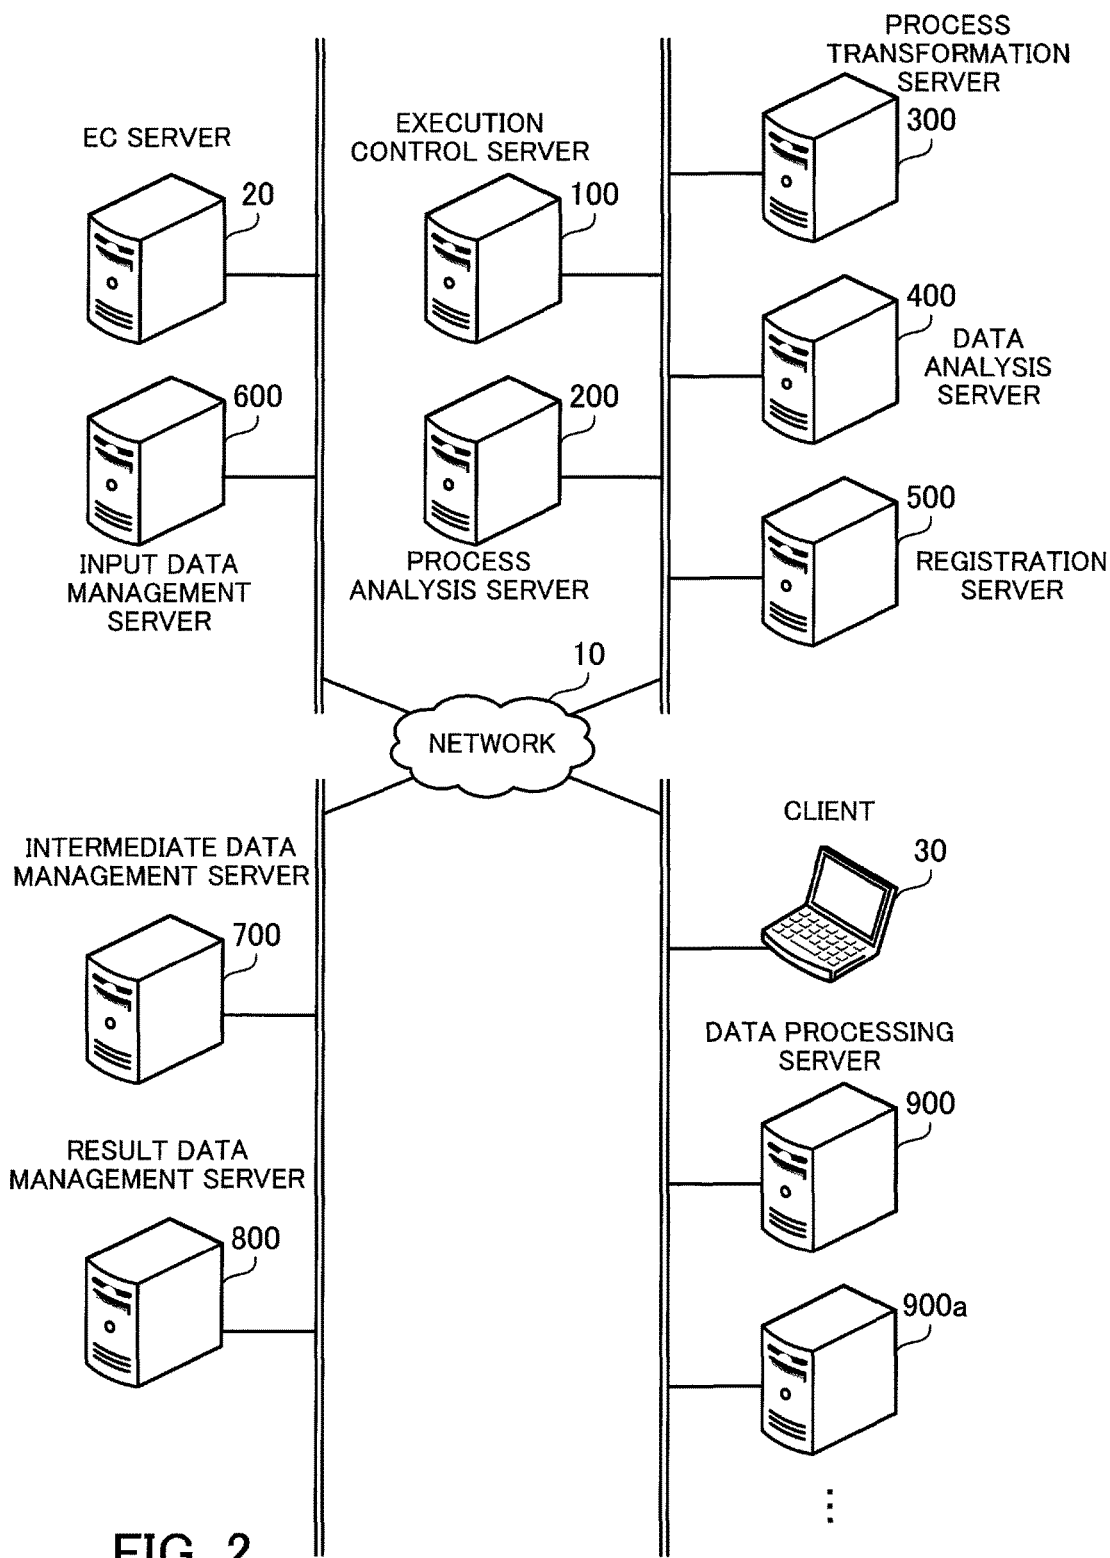 PROCESS
TRANSFORMATION
SERVER
300
EC SERVER
20
EXECUTION
CONTROL SERVER
100
400
DATA
ANALYSIS
SERVER
600
INPUT DATA
MANAGEMENT
SERVER
200
PROCESS
ANALYSIS SERVER
500
REGISTRATION
SERVER
10
NETWORK
INTERMEDIATE DATA
MANAGEMENT SERVER
700
CLIENT
30
RESULT DATA
MANAGEMENT SERVER
800
DATA PROCESSING
SERVER
900
900a
⋮
FIG. 2